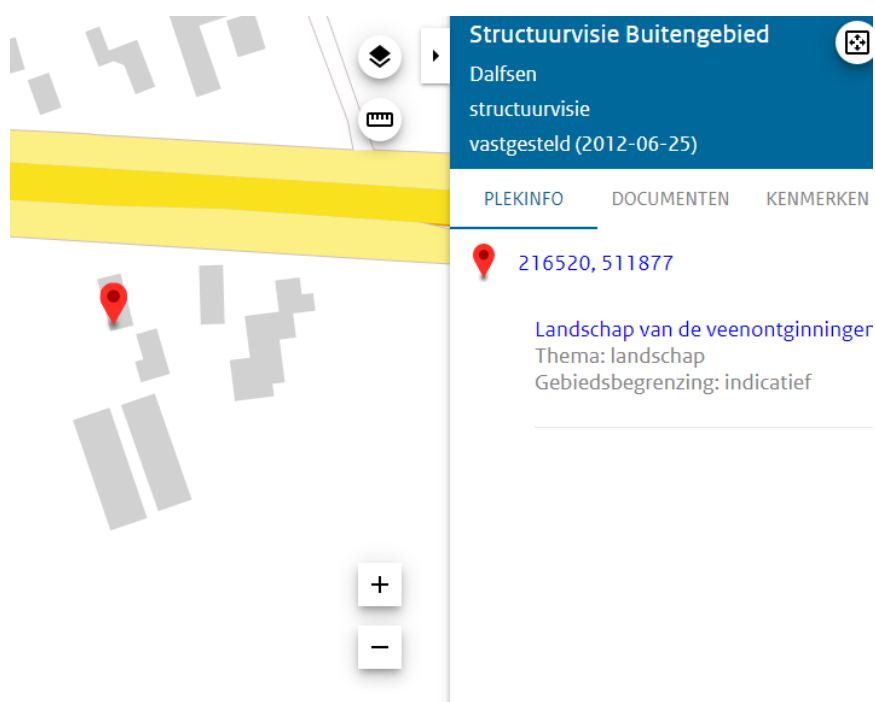 Structuurvisie Buitengebied
Dalfsen
structuurvisie
vastgesteld (2012-06-25)
PLEKINFO DOCUMENTEN KENMERKEN
216520, 511877
Landschap van de veenontginningen
Thema: landschap
Gebiedsbegrenzing: indicatief
+
−